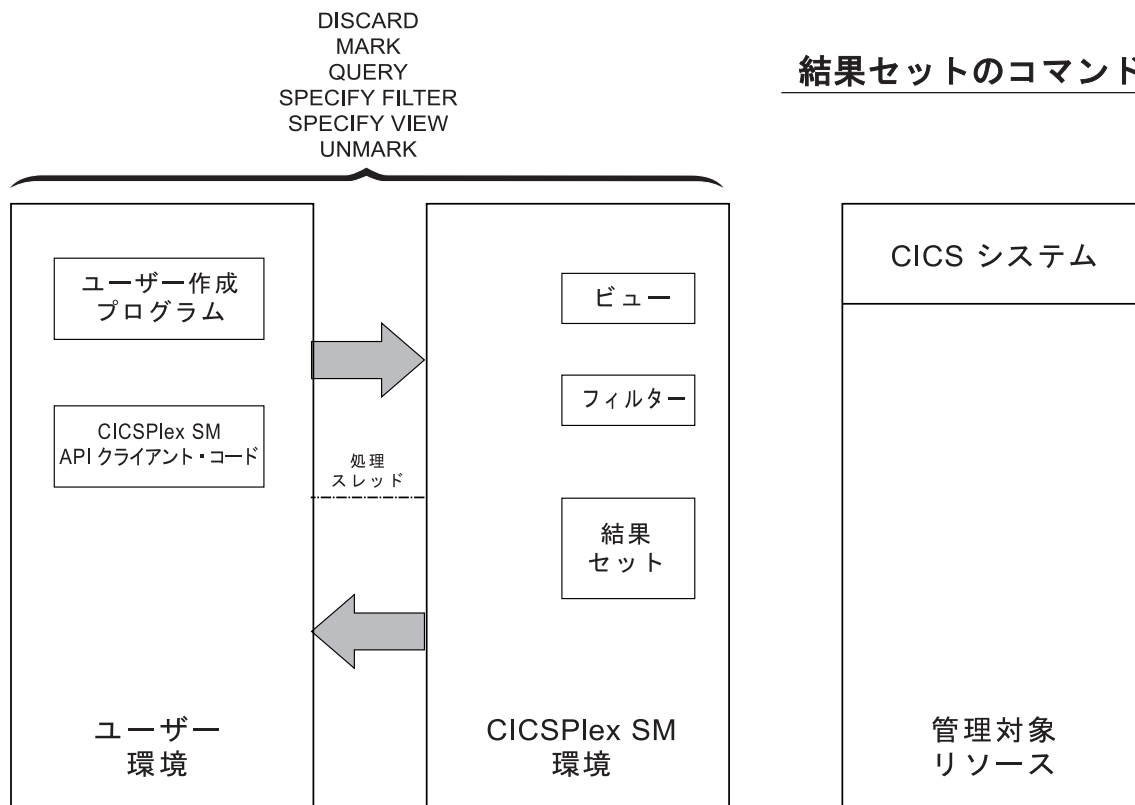 DISCARD
MARK
QUERY
SPECIFY FILTER
SPECIFY VIEW
UNMARK
結果セットのコマンド
ユーザー作成
プログラム
CICSPlex SM
API クライアント・コード
処理
スレッド
ビュー
フィルター
結果
セット
CICS システム
ユーザー
環境
CICSPlex SM
環境
管理対象
リソース